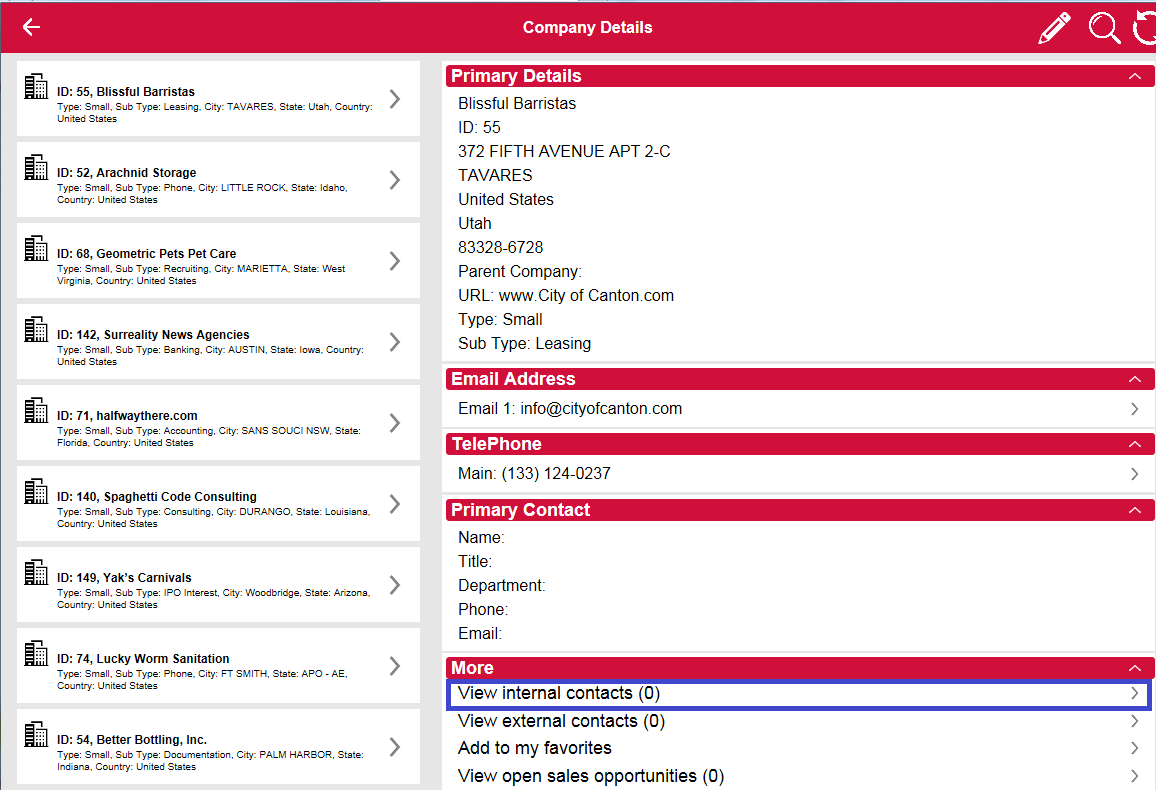 Company Details
ID: 55, Blissful Barristas
Type: Small, Sub Type: Leasing, City: TAVARES, State: Utah, Country:
United States
ID: 52, Arachnid Storage
Type: Small, Sub Type: Phone, City: LITTLE ROCK, State: Idaho,
Country: United States
ID: 68, Geometric Pets Pet Care
Type: Small, Sub Type: Recruiting, City: MARIETTA, State: West
Virginia, Country: United States
ID: 142, Surreality News Agencies
Type: Small, Sub Type: Banking, City: AUSTIN, State: Iowa, Country:
United States
ID: 71, halfwaythere.com
Type: Small, Sub Type: Accounting, City: SANS SOUCI NSW, State:
Florida, Country: United States
ID: 140, Spaghetti Code Consulting
Type: Small, Sub Type: Consulting, City: DURANGO, State: Louisiana,
Country: United States
ID: 149, Yak's Carnivals
Type: Small, Sub Type: IPO Interest, City: Woodbridge, State: Arizona,
Country: United States
ID: 74, Lucky Worm Sanitation
Type: Small, Sub Type: Phone, City: FT SMITH, State: APO - AE,
Country: United States
ID: 54, Better Bottling, Inc.
Type: Small, Sub Type: Documentation, City: PALM HARBOR, State:
Indiana, Country: United States
Primary Details
Blissful Barristas
ID: 55
372 FIFTH AVENUE APT 2-C
TAVARES
United States
Utah
83328-6728
Parent Company:
URL: www.City of Canton.com
Type: Small
Sub Type: Leasing
Email Address
Email 1: info@cityofcanton.com
TelePhone
Main: (133) 124-0237
Primary Contact
Name:
Title:
Department:
Phone:
Email:
More
View internal contacts (0)
View external contacts (0)
Add to my favorites
View open sales opportunities (0)